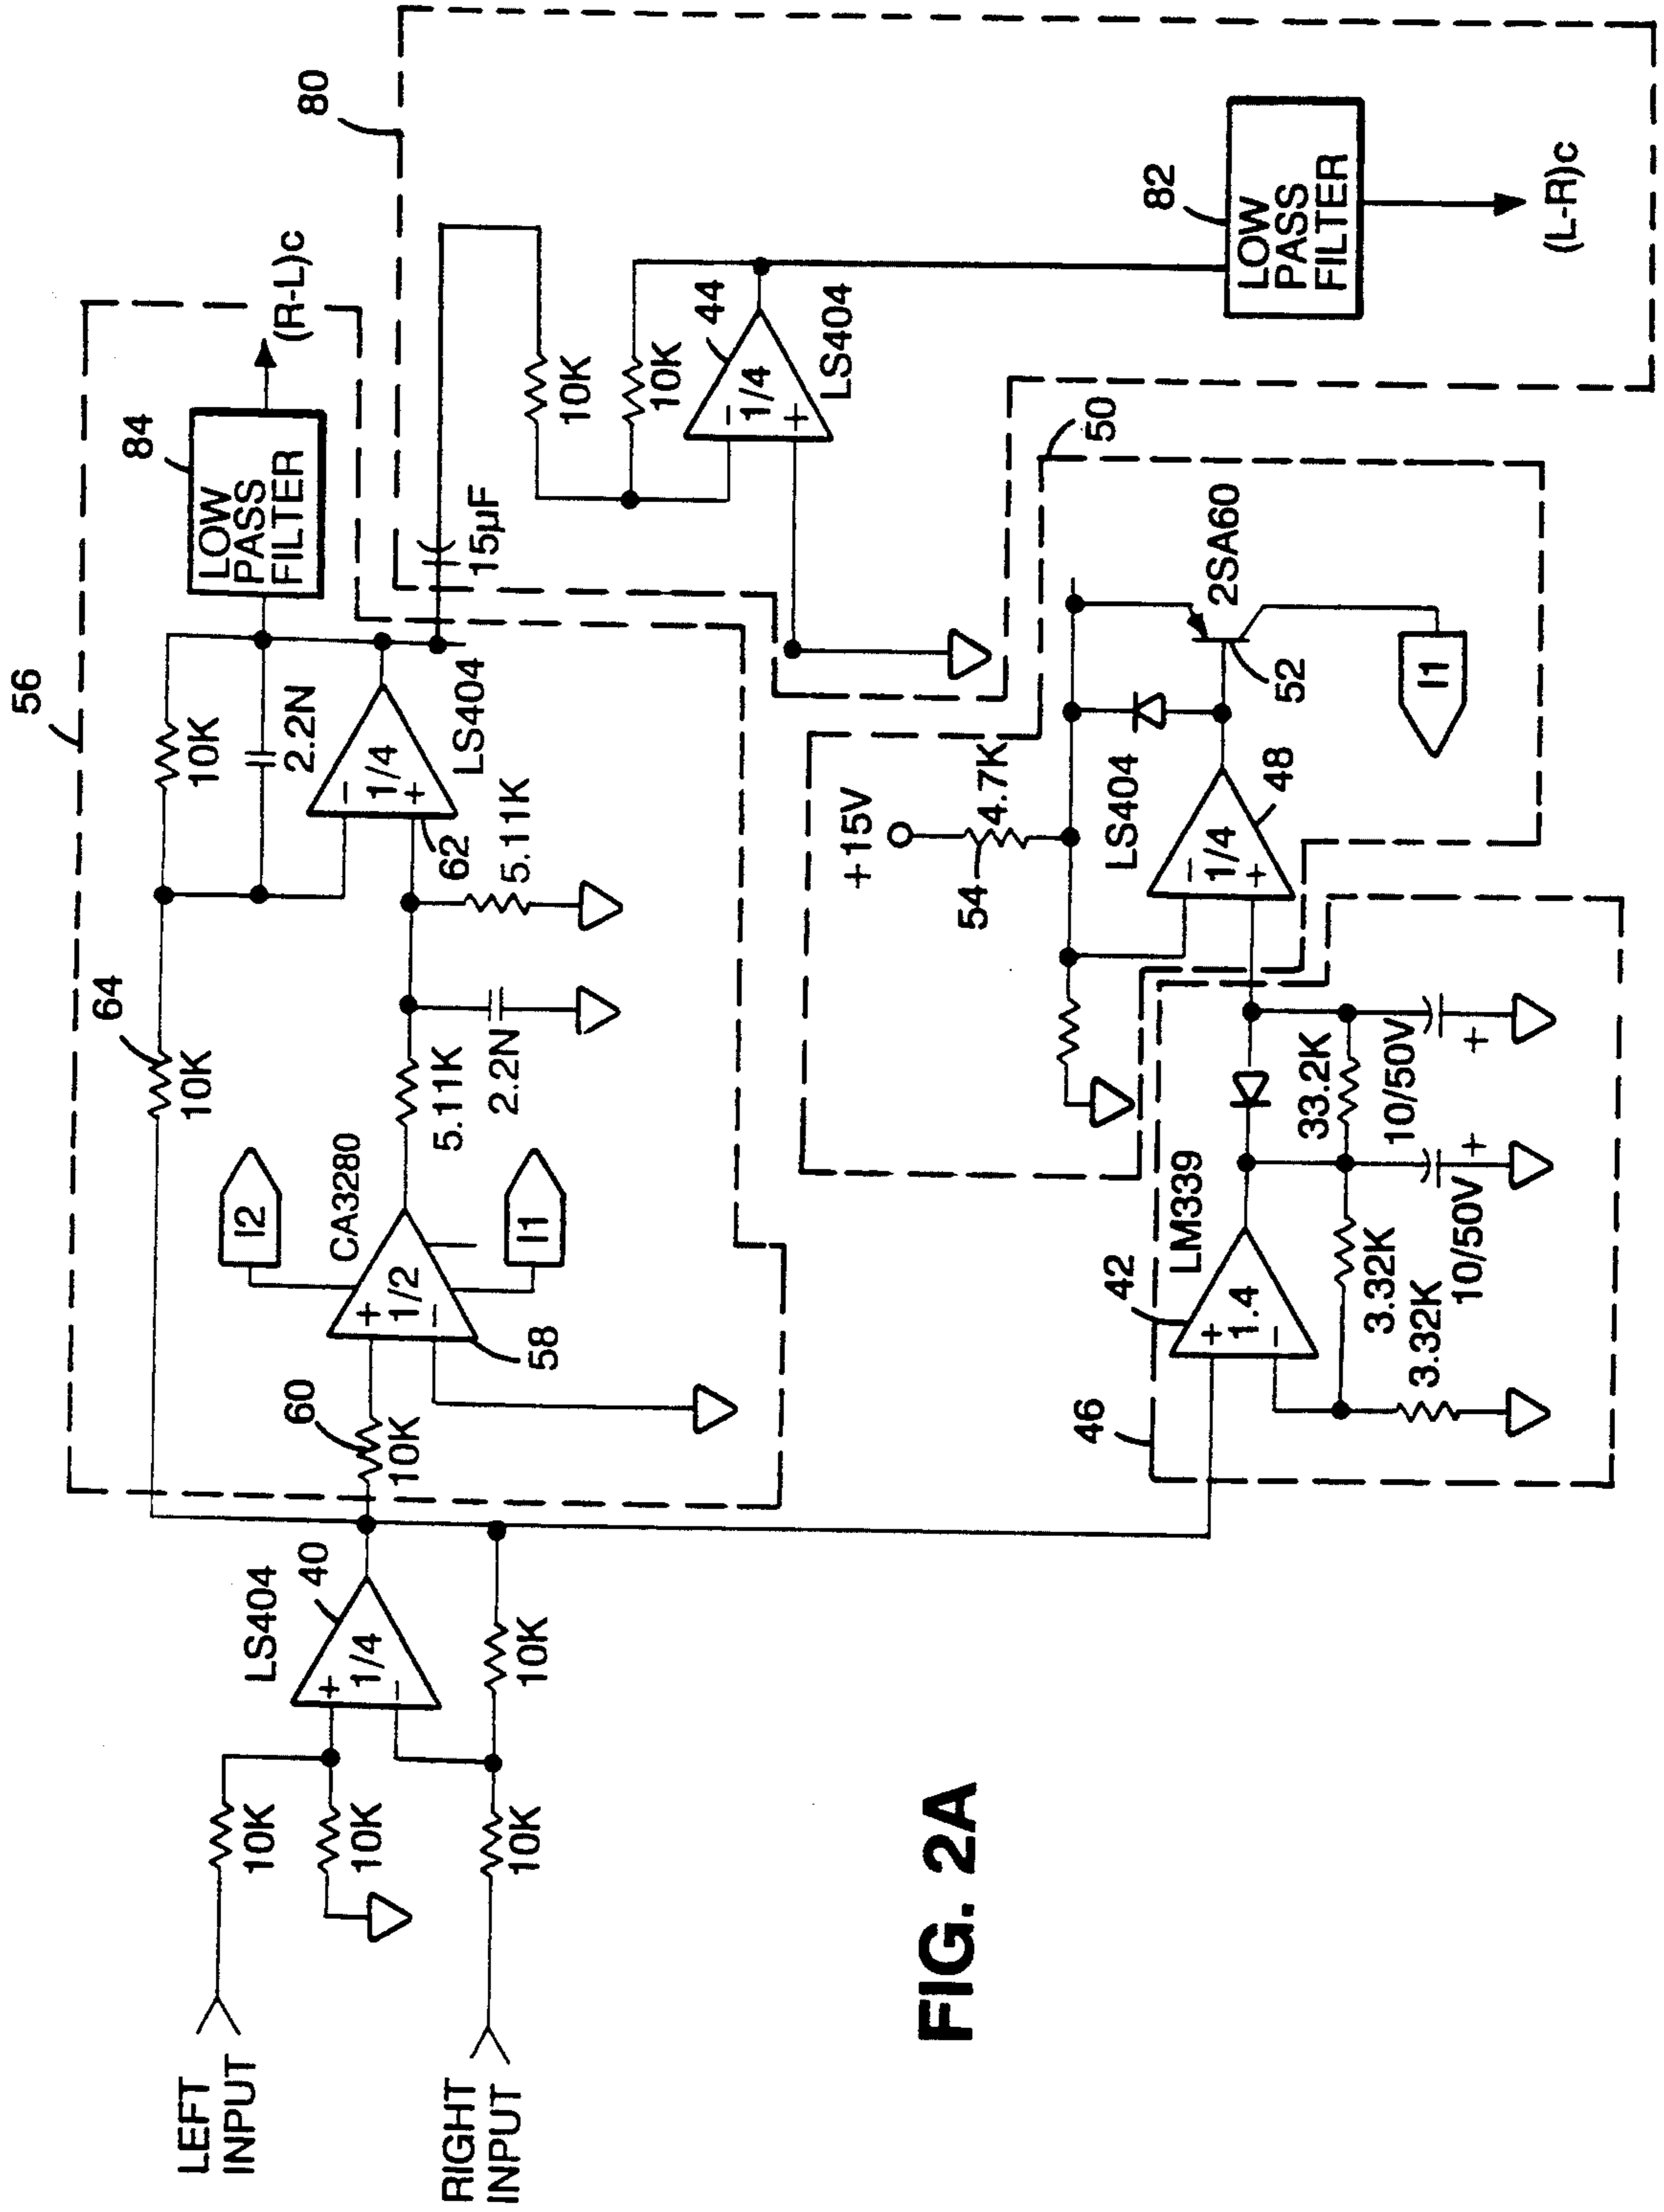 56
84
LOW
PASS
FILTER
(R-L)c
80
64
10K
10K
2.2N
1/4
−
+
LS404
62
5.11K
15µF
I2
CA3280
+
1/2
−
58
I1
5.11K
2.2N
60
10K
LS404
40
+
1/4
−
10K
10K
10K
10K
LEFT
INPUT
RIGHT
INPUT
10K
10K
44
−
1/4
+
LS404
82
LOW
PASS
FILTER
(L-R)c
50
+15V
54
4.7K
LS404
−
1/4
+
48
2SA60
52
I1
46
42
LM339
+
1.4
−
3.32K
3.32K
33.2K
10/50V
+
10/50V
+
FIG. 2A